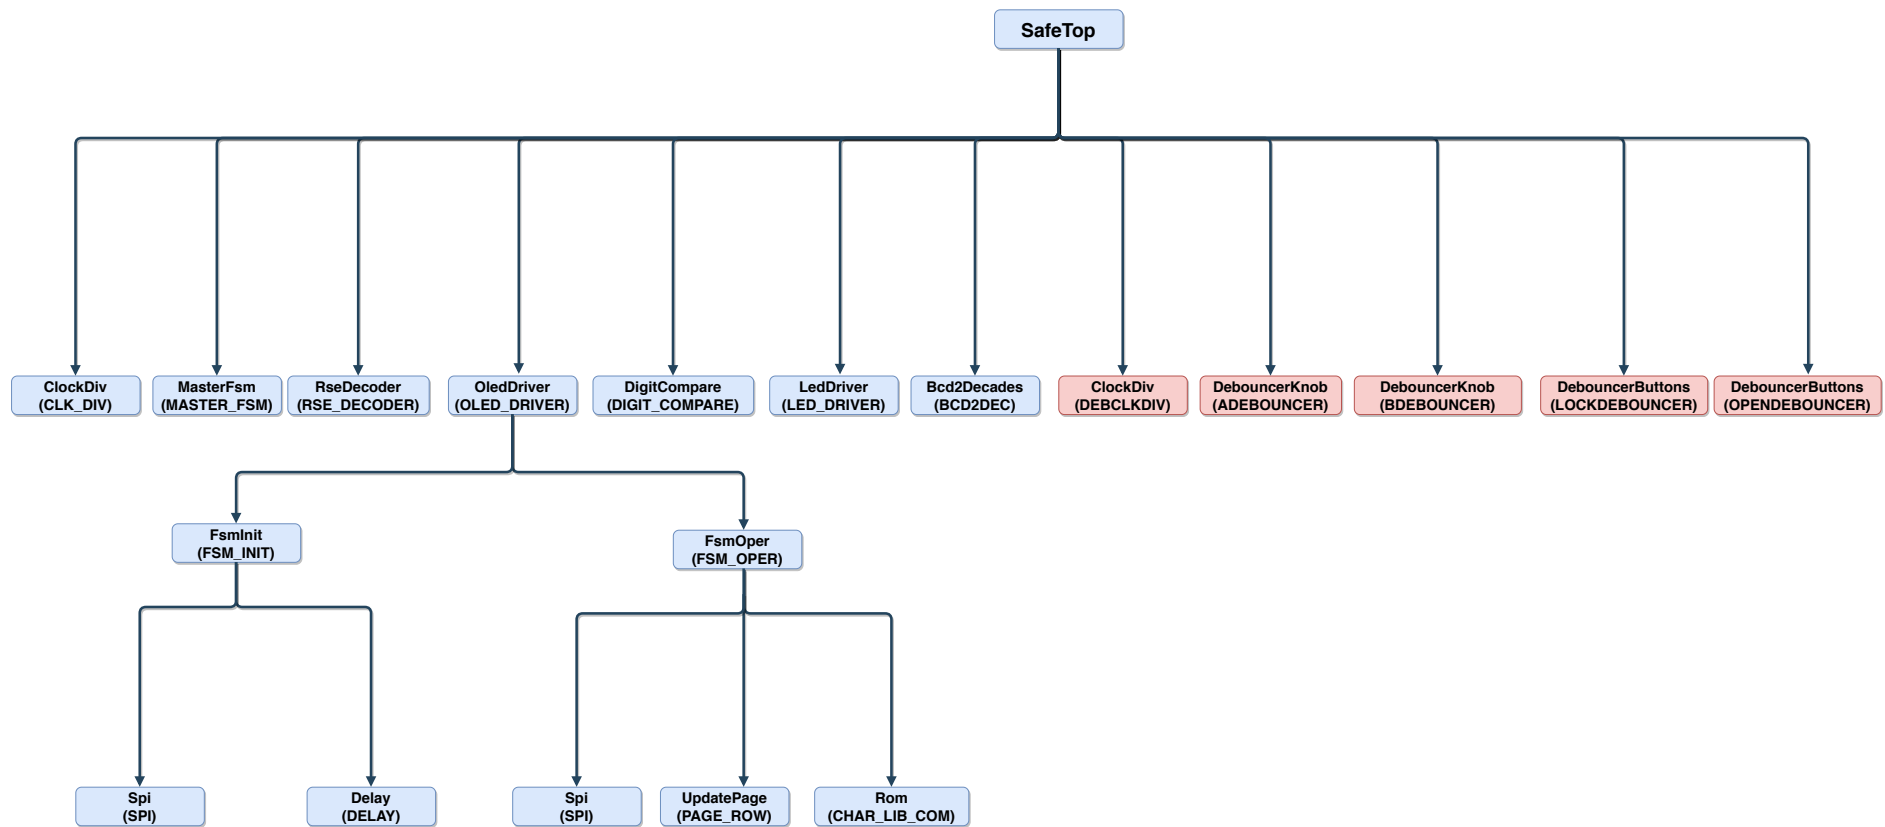 SafeTop
ClockDiv
(CLK_DIV)
MasterFsm
(MASTER_FSM)
RseDecoder
(RSE_DECODER)
OledDriver
(OLED_DRIVER)
DigitCompare
(DIGIT_COMPARE)
LedDriver
(LED_DRIVER)
Bcd2Decades
(BCD2DEC)
ClockDiv
(DEBCLKDIV)
DebouncerKnob
(ADEBOUNCER)
DebouncerKnob
(BDEBOUNCER)
DebouncerButtons
(LOCKDEBOUNCER)
DebouncerButtons
(OPENDEBOUNCER)
FsmInit
(FSM_INIT)
FsmOper
(FSM_OPER)
Spi
(SPI)
Delay
(DELAY)
Spi
(SPI)
UpdatePage
(PAGE_ROW)
Rom
(CHAR_LIB_COM)